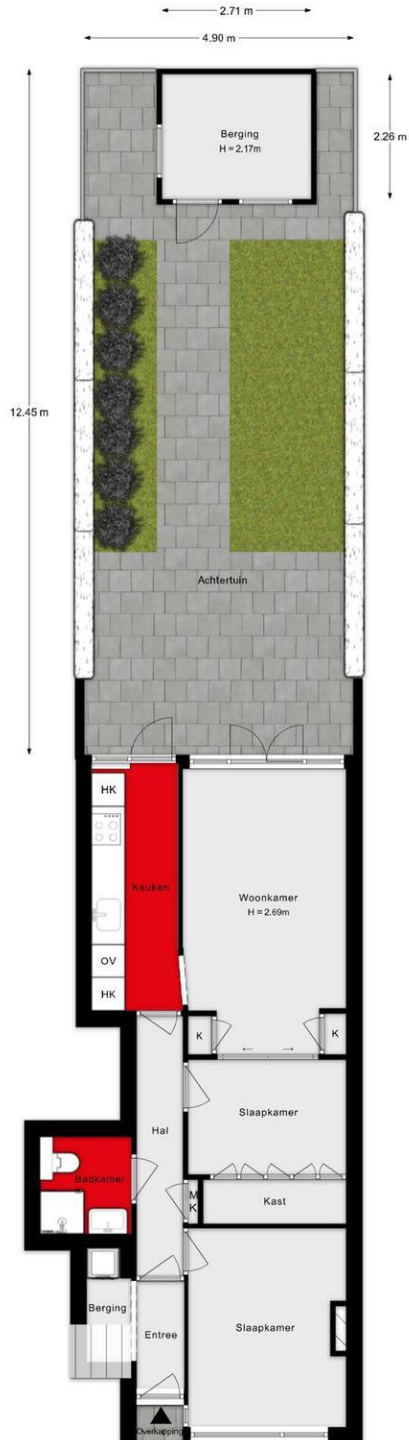 2.71 m
4.90 m
Berging
H = 2.17m
2.26 m
12.45 m
Achtertuin
HK
Keuken
Woonkamer
H = 2.69m
OV
HK
K
K
Slaapkamer
Hal
Badkamer
M
K
Kast
Berging
Entree
Slaapkamer
Overkapping